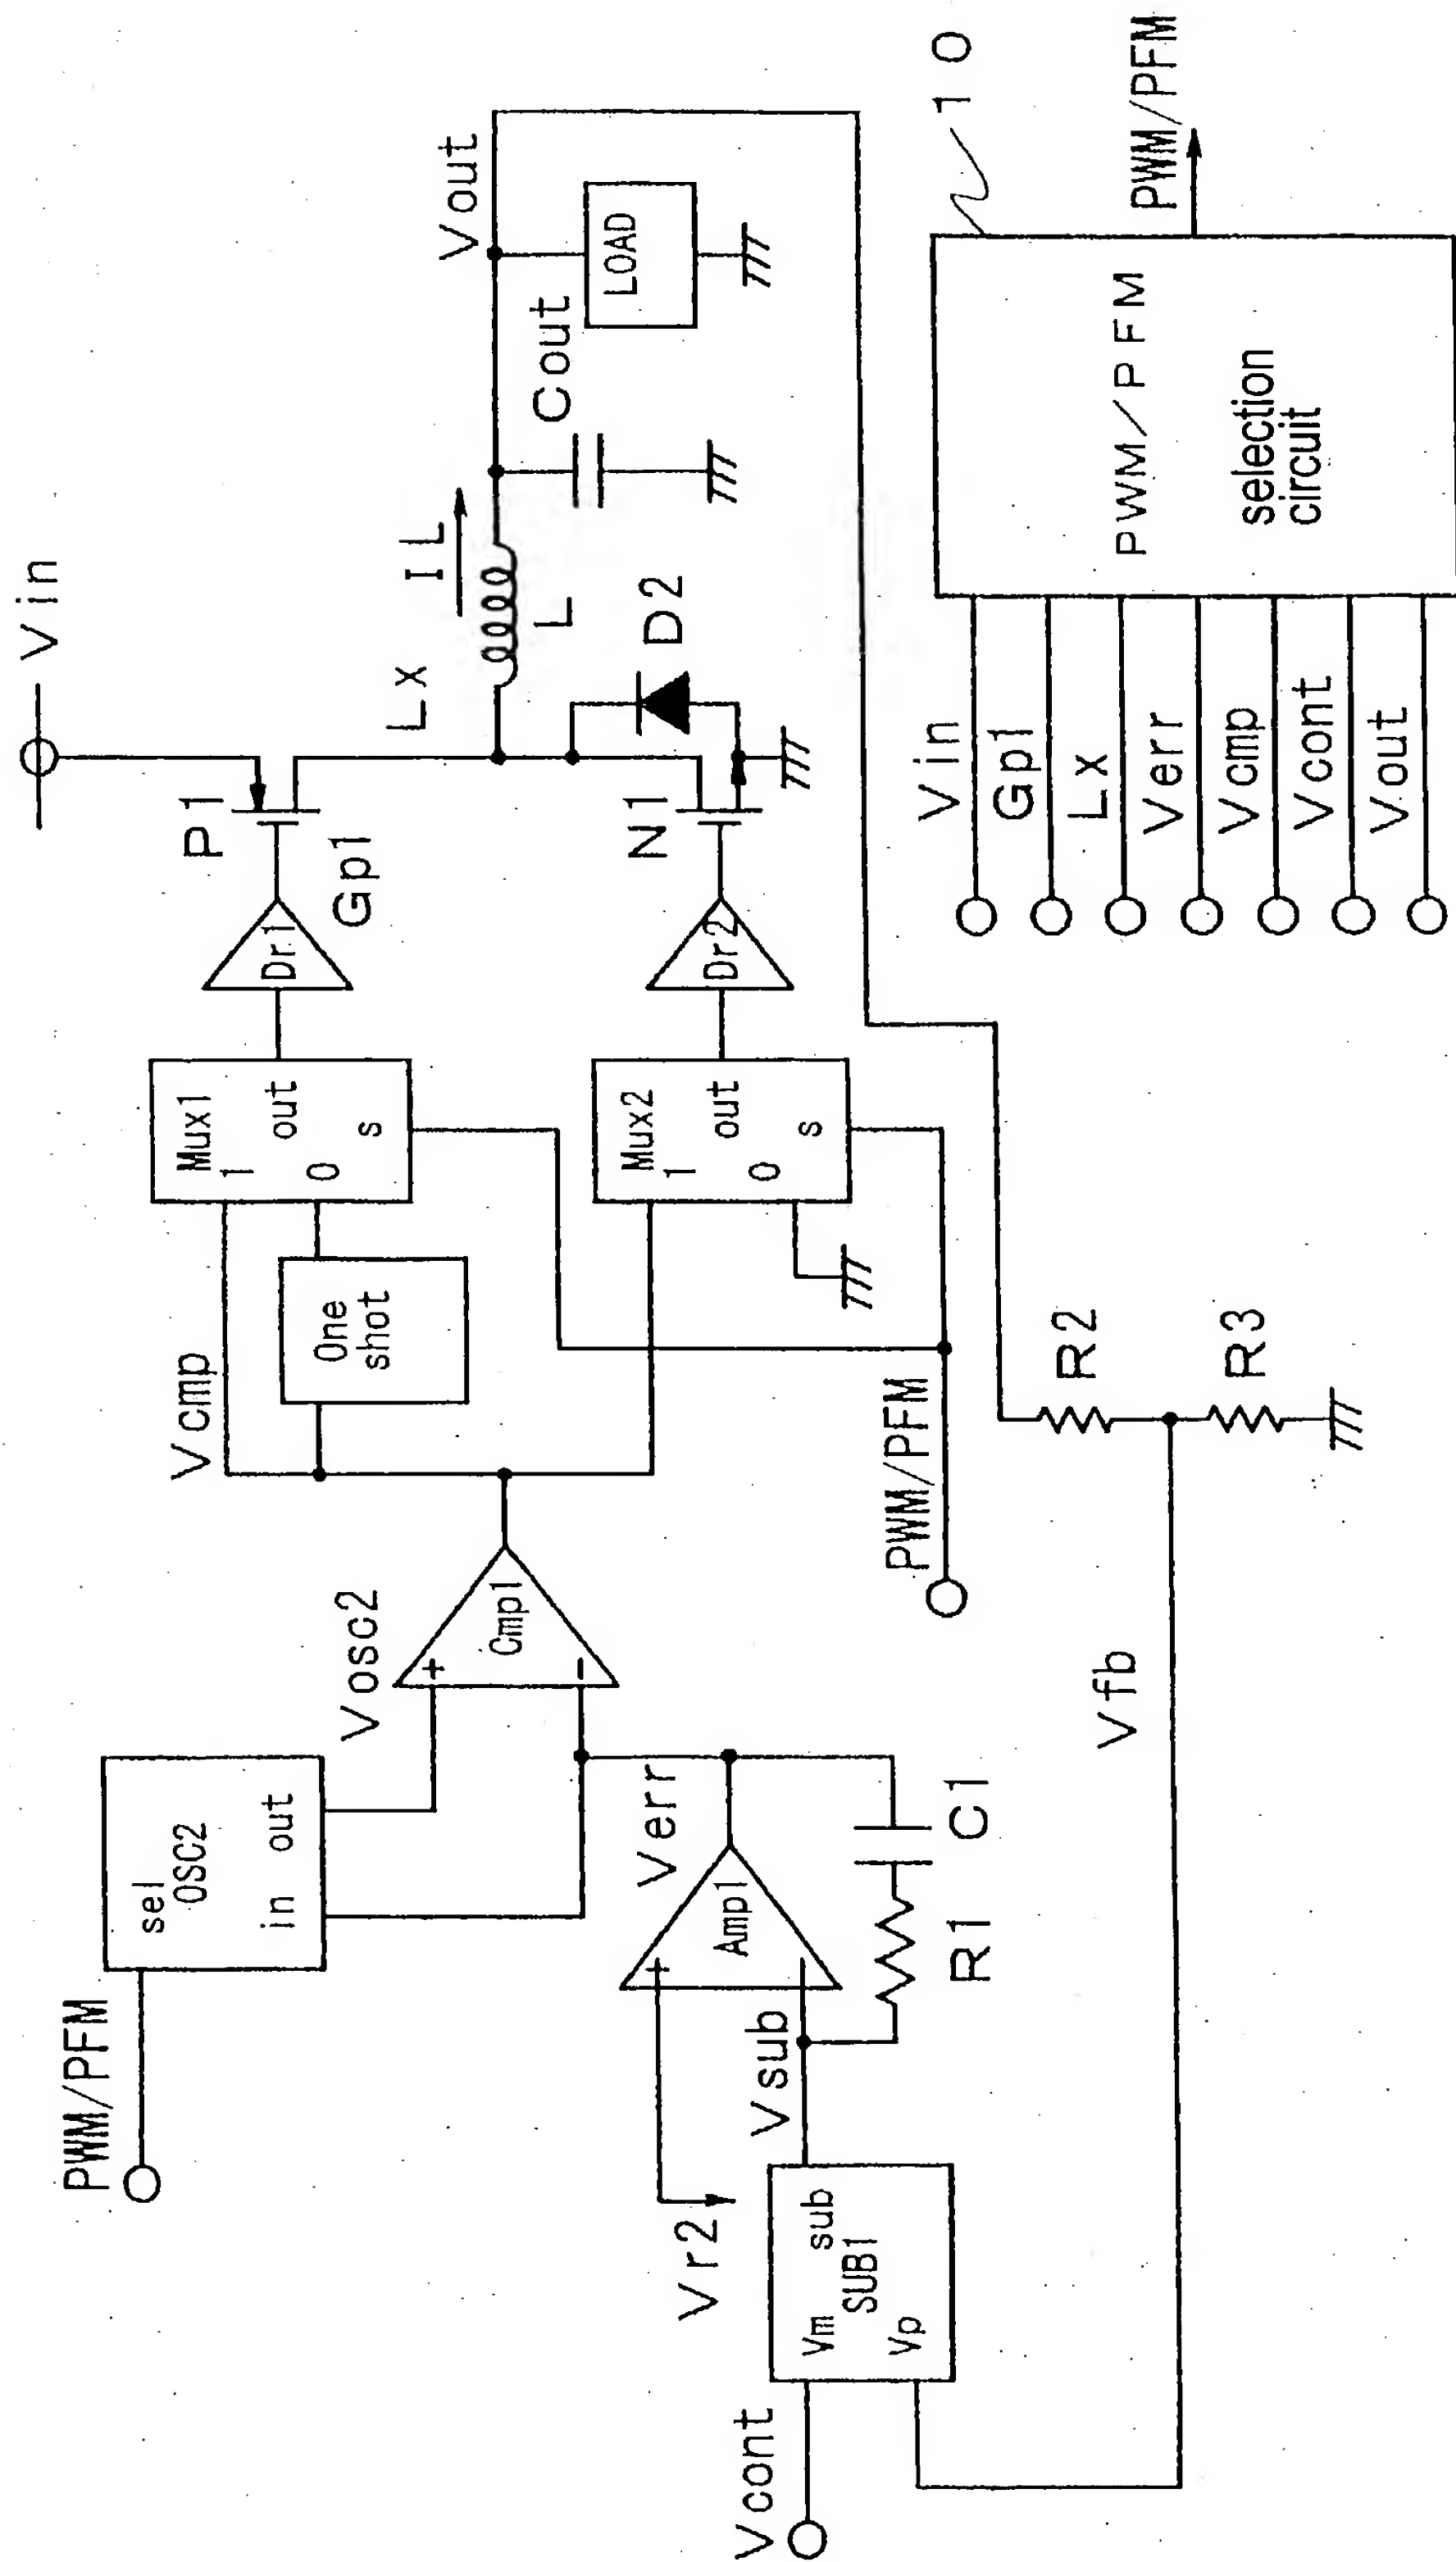 Vin
P1
Gp1
Dr1
Mux1
1
out
0
s
One
shot
Vcmp
Lx
IL
L
Vout
Cout
LOAD
D2
N1
Dr2
Mux2
1
out
0
s
PWM/PFM
PWM/PFM
sel
OSC2
in out
Vosc2
+
-
Cmp1
Verr
+
-
Amp1
C1
R1
Vr2
Vsub
Vm sub
SUB1
Vp
Vcont
Vfb
R2
R3
Vin
Gp1
Lx
Verr
Vcmp
Vcont
Vout
PWM/PFM
selection
circuit
10
PWM/PFM